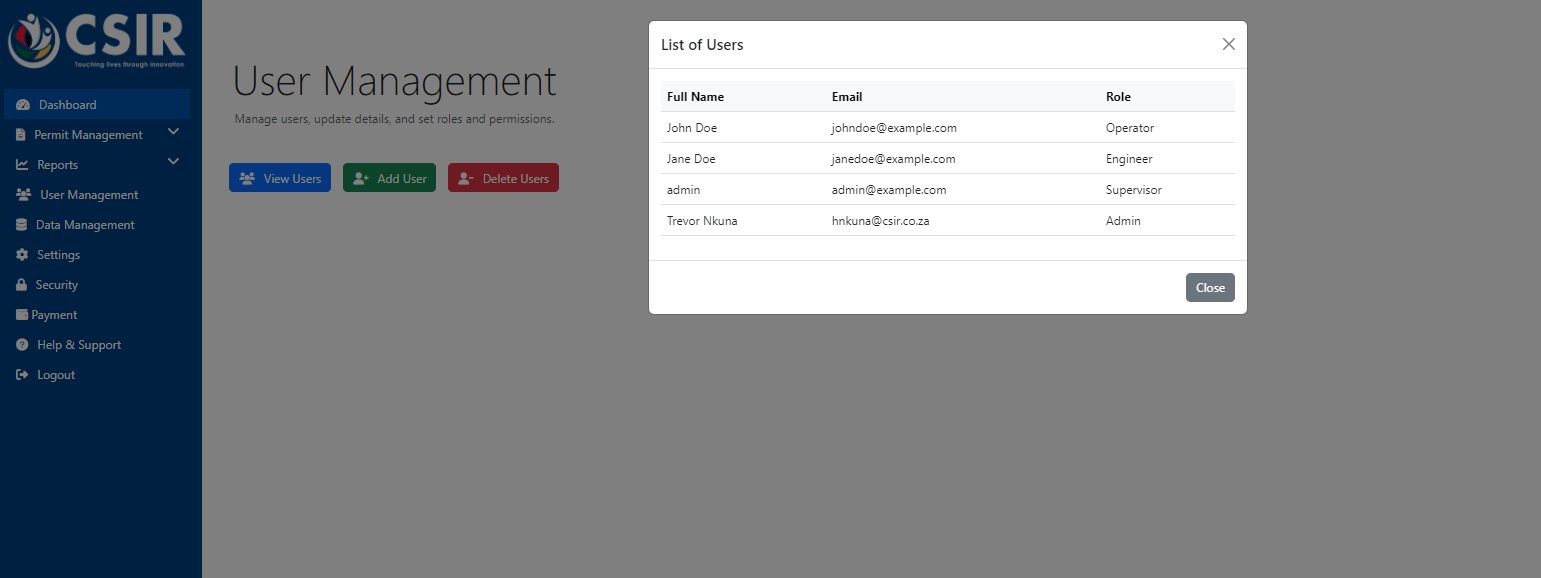 CSIR
Touching lives through innovation
Dashboard
Permit Management
Reports
User Management
Data Management
Settings
Security
Payment
Help & Support
Logout
User Management
Manage users, update details, and set roles and permissions.
View Users Add User Delete Users
List of Users
Full Name Email Role
John Doe johndoe@example.com Operator
Jane Doe janedoe@example.com Engineer
admin admin@example.com Supervisor
Trevor Nkuna hnkuna@csir.co.za Admin
Close